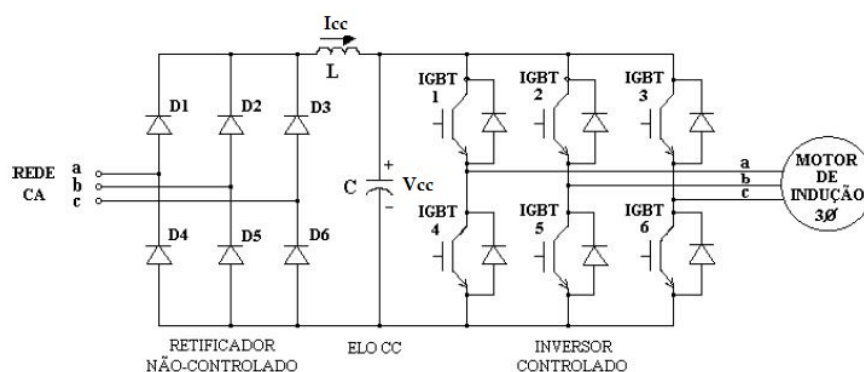 Icc
L
D1
D2
D3
IGBT
1
IGBT
2
IGBT
3
REDE
CA
a
b
c
C
+
Vcc
-
a
b
c
MOTOR
DE
INDUÇÃO
3Ø
D4
D5
D6
IGBT
4
IGBT
5
IGBT
6
RETIFICADOR
NÃO-CONTROLADO
ELO CC
INVERSOR
CONTROLADO